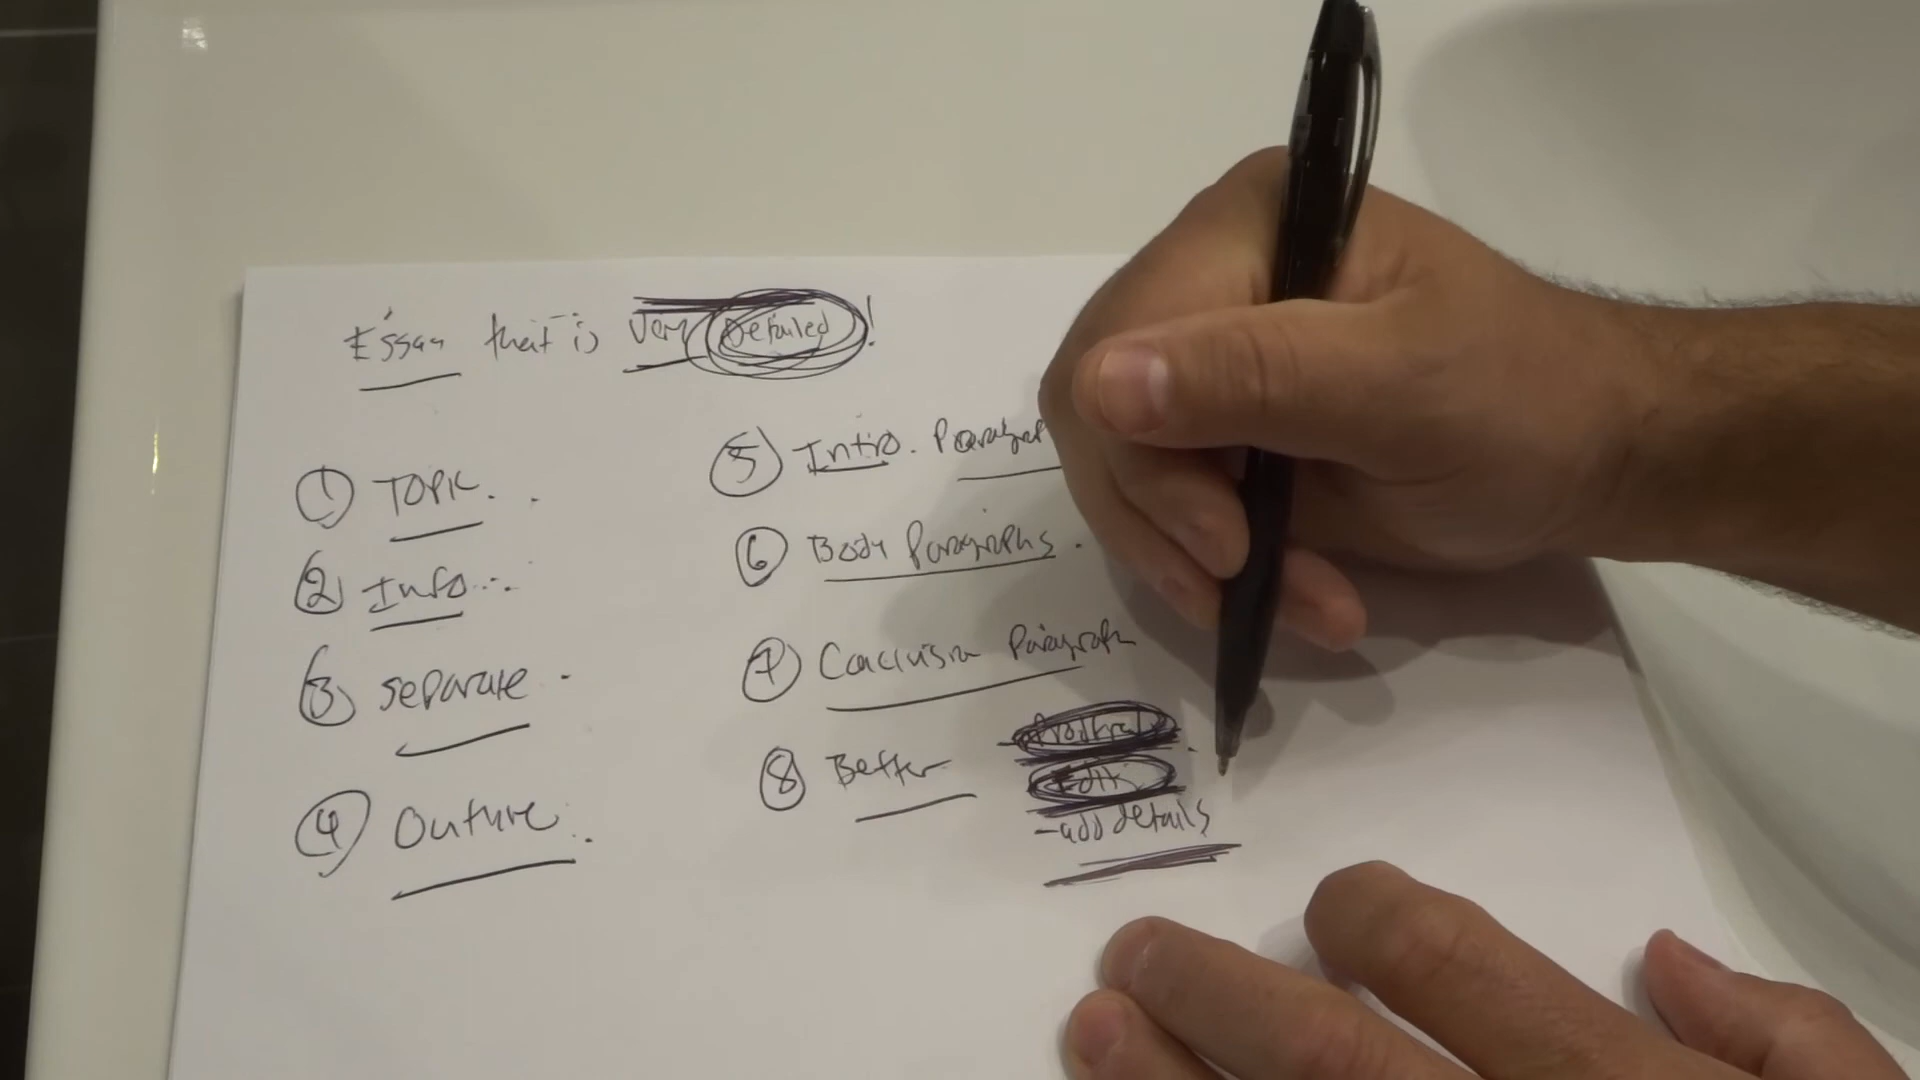 Essay that is very Detailed!
① TOPIC.
② Info...
③ separate.
④ Outline.
⑤ Intro. Paragraph
⑥ Body Paragraphs.
⑦ Conclusion Paragraph
⑧ Better
Edit
-add details